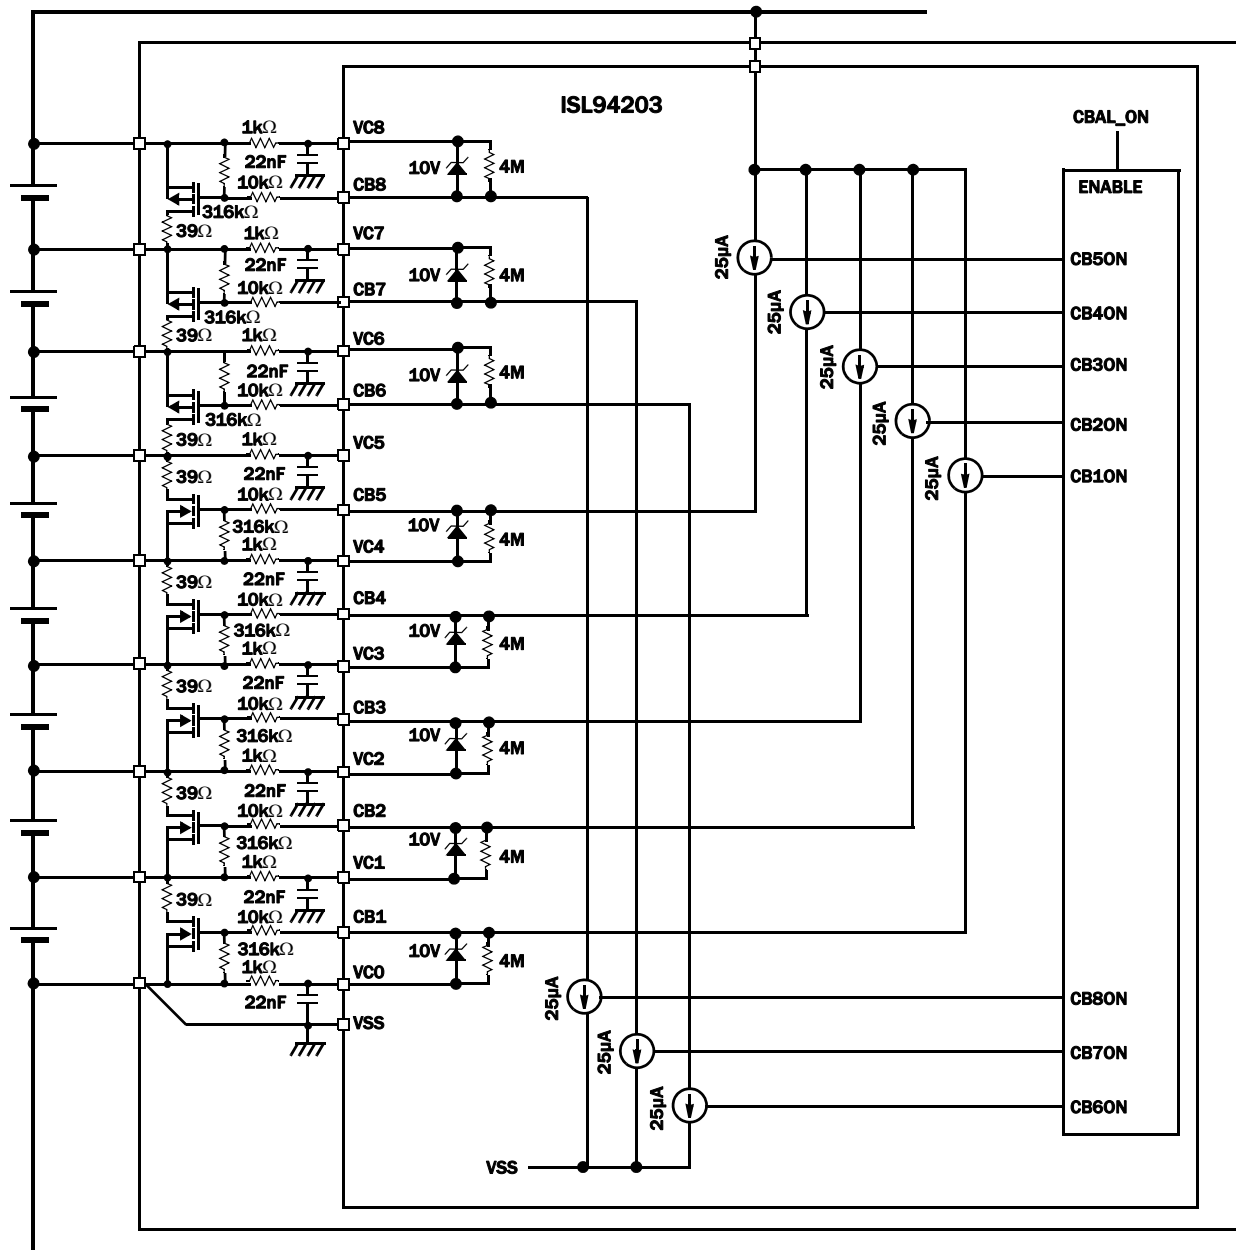 ISL94203
CBAL_ON
ENABLE
1kΩ
VC8
22nF
10V
4M
10kΩ
CB8
316kΩ
39Ω
1kΩ
VC7
22nF
10V
4M
10kΩ
CB7
316kΩ
39Ω
1kΩ
VC6
22nF
10V
4M
10kΩ
CB6
316kΩ
39Ω
1kΩ
VC5
39Ω
22nF
10kΩ
CB5
316kΩ
10V
4M
1kΩ
VC4
39Ω
22nF
10kΩ
CB4
316kΩ
10V
4M
1kΩ
VC3
39Ω
22nF
10kΩ
CB3
316kΩ
10V
4M
1kΩ
VC2
39Ω
22nF
10kΩ
CB2
316kΩ
10V
4M
1kΩ
VC1
39Ω
22nF
10kΩ
CB1
316kΩ
10V
4M
1kΩ
VC0
22nF
VSS
25µA
CB5ON
25µA
CB4ON
25µA
CB3ON
25µA
CB2ON
25µA
CB1ON
25µA
CB8ON
25µA
CB7ON
25µA
CB6ON
VSS